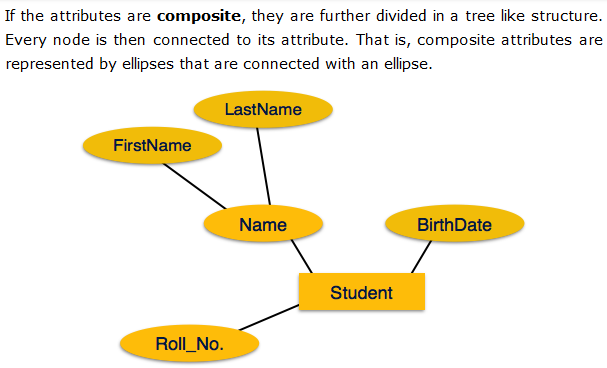 If the attributes are composite, they are further divided in a tree like structure.
Every node is then connected to its attribute. That is, composite attributes are
represented by ellipses that are connected with an ellipse.
LastName
FirstName
Name
BirthDate
Student
Roll_No.